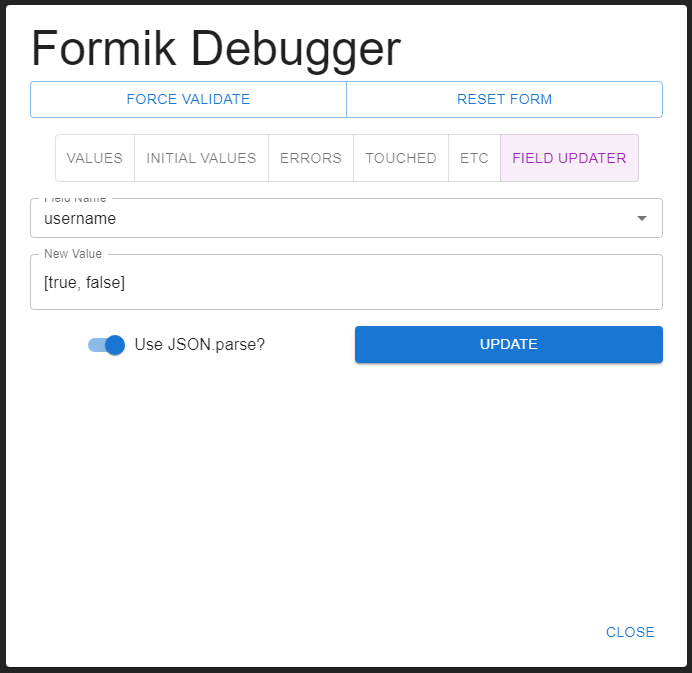 Formik Debugger
FORCE VALIDATE RESET FORM
VALUES INITIAL VALUES ERRORS TOUCHED ETC FIELD UPDATER
Field Name
username
New Value
[true, false]
Use JSON.parse? UPDATE
CLOSE